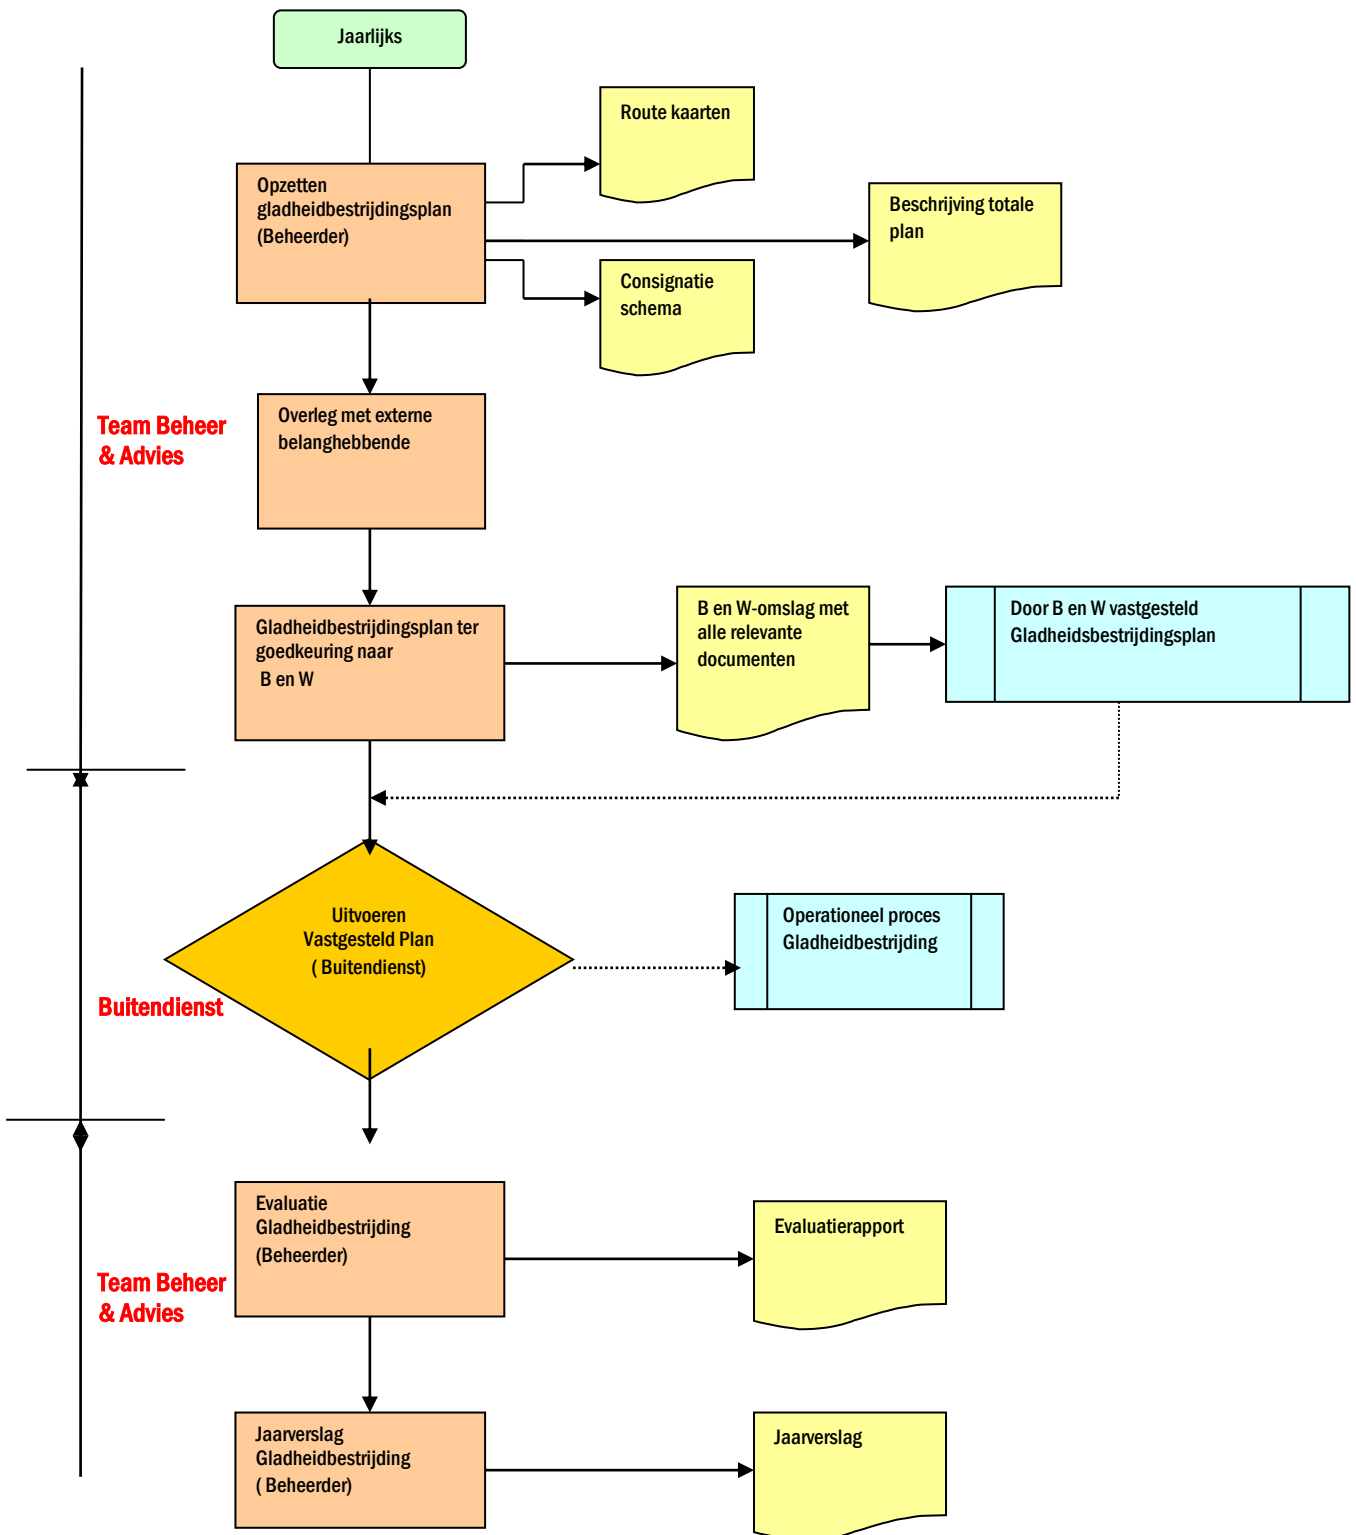 Jaarlijks
Route kaarten
Opzetten
gladheidbestrijdingsplan
(Beheerder)
Beschrijving totale
plan
Consignatie
schema
Team Beheer
& Advies
Overleg met externe
belanghebbende
Gladheidbestrijdingsplan ter
goedkeuring naar
B en W
B en W-omslag met
alle relevante
documenten
Door B en W vastgesteld
Gladheidsbestrijdingsplan
Uitvoeren
Vastgesteld Plan
( Buitendienst)
Operationeel proces
Gladheidbestrijding
Buitendienst
Evaluatie
Gladheidbestrijding
(Beheerder)
Evaluatierapport
Team Beheer
& Advies
Jaarverslag
Gladheidbestrijding
( Beheerder)
Jaarverslag